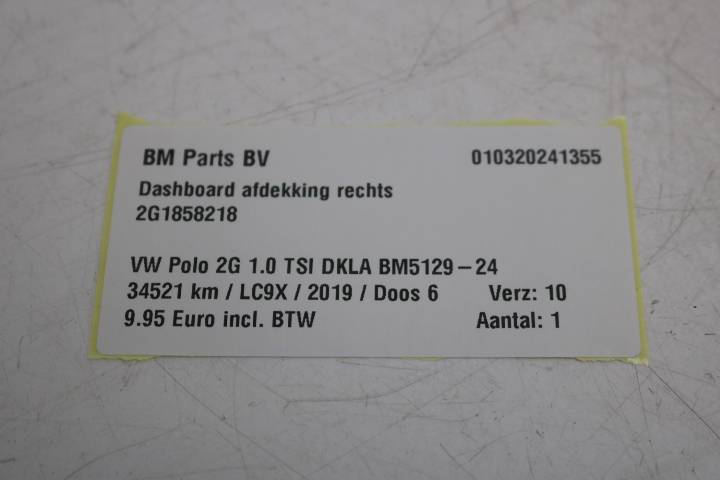 BM Parts BV 010320241355
Dashboard afdekking rechts
2G1858218
VW Polo 2G 1.0 TSI DKLA BM5129-24
34521 km / LC9X / 2019 / Doos 6 Verz: 10
9.95 Euro incl. BTW Aantal: 1